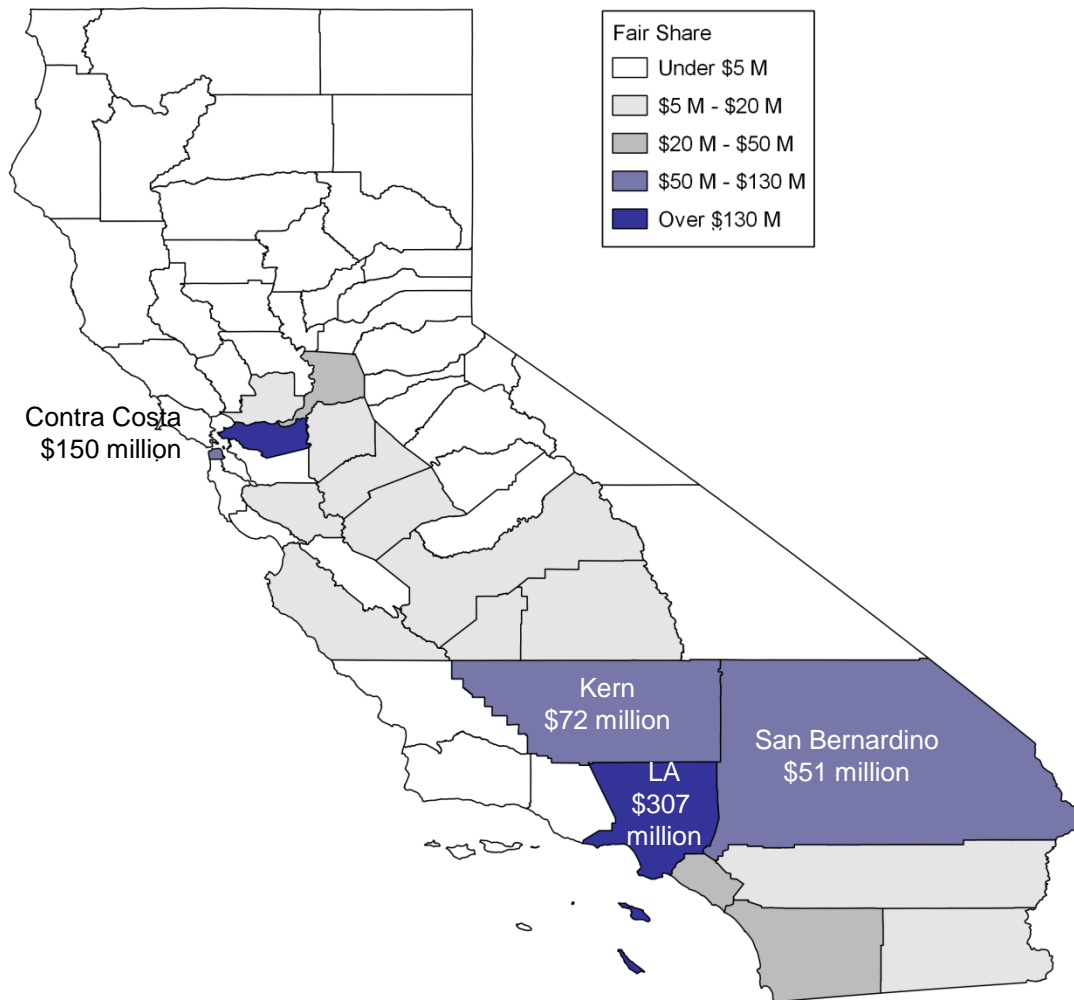 Fair Share
Under $5 M
$5 M - $20 M
$20 M - $50 M
$50 M - $130 M
Over $130 M
Contra Costa
$150 million
Kern
$72 million
San Bernardino
$51 million
LA
$307
million